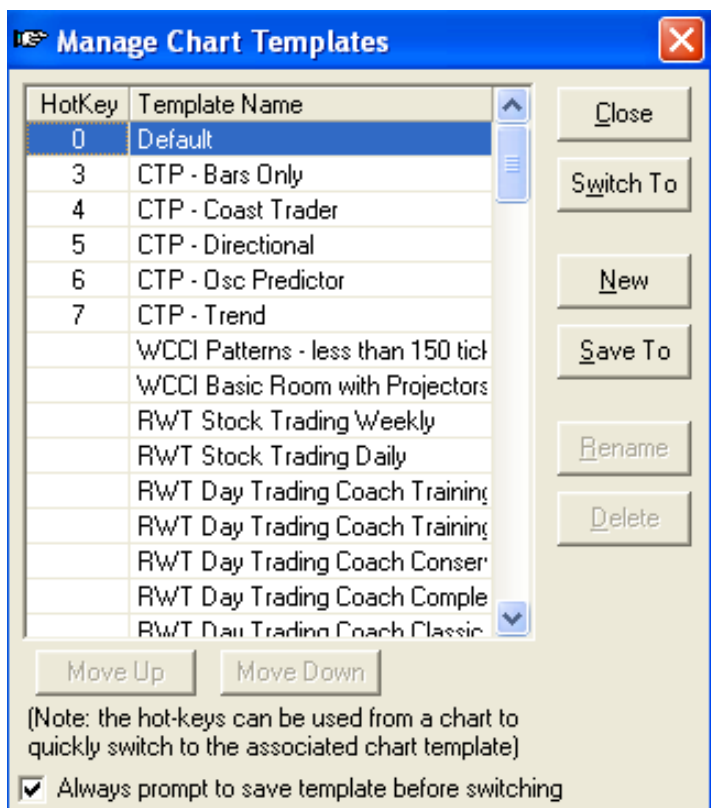 Manage Chart Templates
HotKey Template Name
0 Default
3 CTP - Bars Only
4 CTP - Coast Trader
5 CTP - Directional
6 CTP - Osc Predictor
7 CTP - Trend
WCCI Patterns - less than 150
WCCI Basic Room with Projectors
RWT Stock Trading Weekly
RWT Stock Trading Daily
RWT Day Trading Coach Training
RWT Day Trading Coach Training
RWT Day Trading Coach Conser
RWT Day Trading Coach Comple
RWT Day Trading Coach Classic
Close
Switch To
New
Save To
Rename
Delete
Move Up Move Down
(Note: the hot-keys can be used from a chart to
quickly switch to the associated chart template)
Always prompt to save template before switching